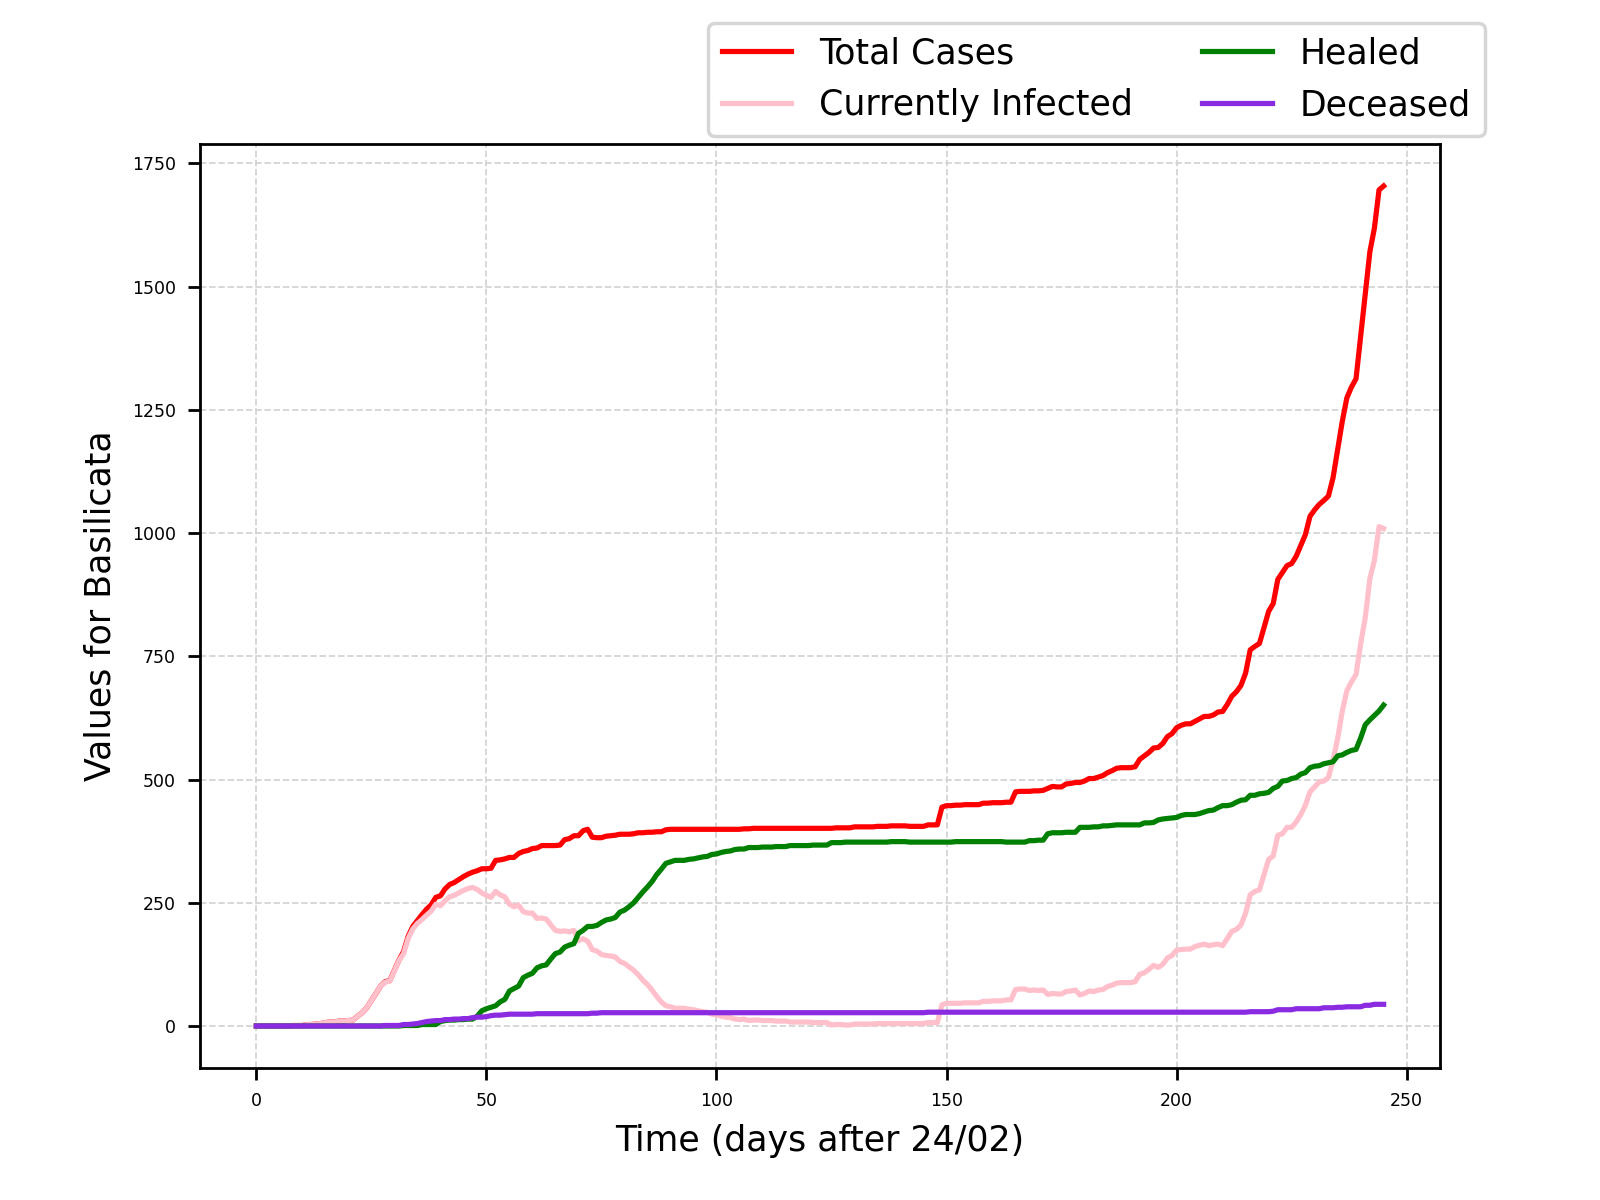 Total Cases
Currently Infected
Healed
Deceased
1750
1500
1250
1000
750
500
250
0
Values for Basilicata
0
50
100
150
200
250
Time (days after 24/02)